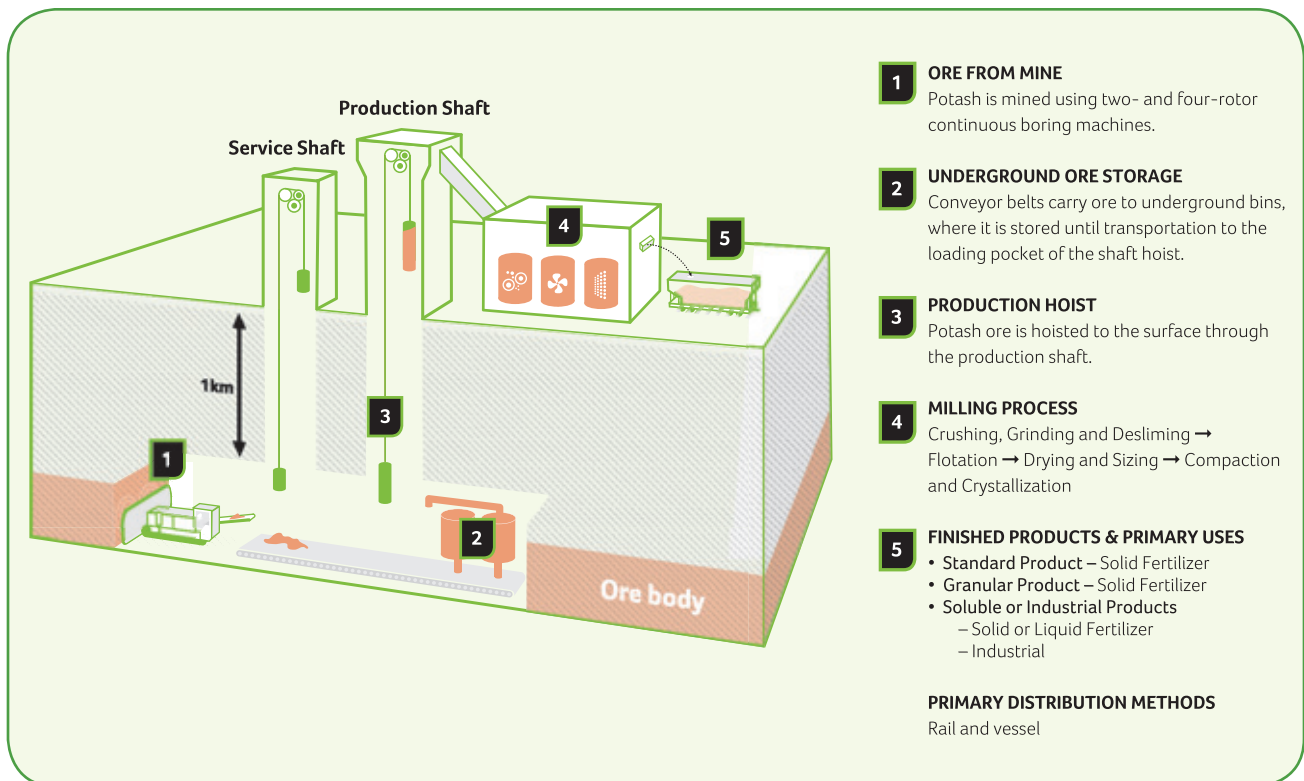 Production Shaft
Service Shaft
4
5
1km
3
1
2
Ore body
1
ORE FROM MINE
Potash is mined using two- and four-rotor
continuous boring machines.
2
UNDERGROUND ORE STORAGE
Conveyor belts carry ore to underground bins,
where it is stored until transportation to the
loading pocket of the shaft hoist.
3
PRODUCTION HOIST
Potash ore is hoisted to the surface through
the production shaft.
4
MILLING PROCESS
Crushing, Grinding and Desliming ➞
Flotation ➞ Drying and Sizing ➞ Compaction
and Crystallization
5
FINISHED PRODUCTS & PRIMARY USES
• Standard Product – Solid Fertilizer
• Granular Product – Solid Fertilizer
• Soluble or Industrial Products
– Solid or Liquid Fertilizer
– Industrial
PRIMARY DISTRIBUTION METHODS
Rail and vessel